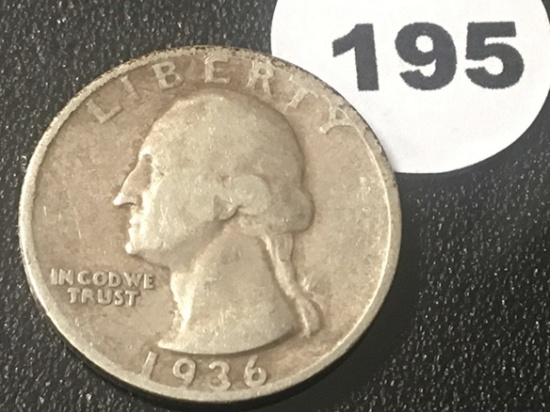 195
LIBERTY
IN GOD WE
TRUST
1936